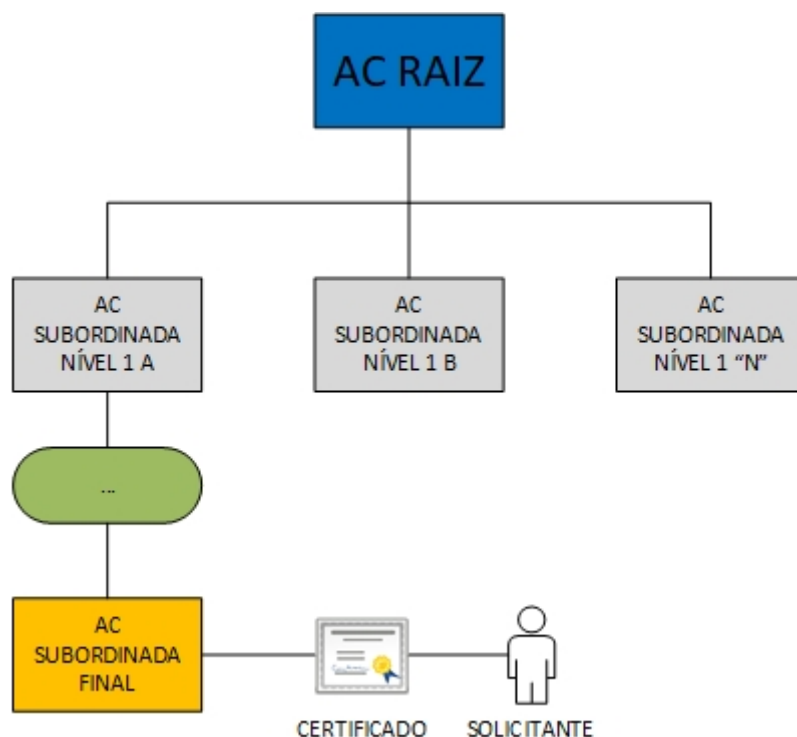 AC RAIZ
AC
SUBORDINADA
NÍVEL 1 A
AC
SUBORDINADA
NÍVEL 1 B
AC
SUBORDINADA
NÍVEL 1 “N”
...
AC
SUBORDINADA
FINAL
CERTIFICADO
SOLICITANTE